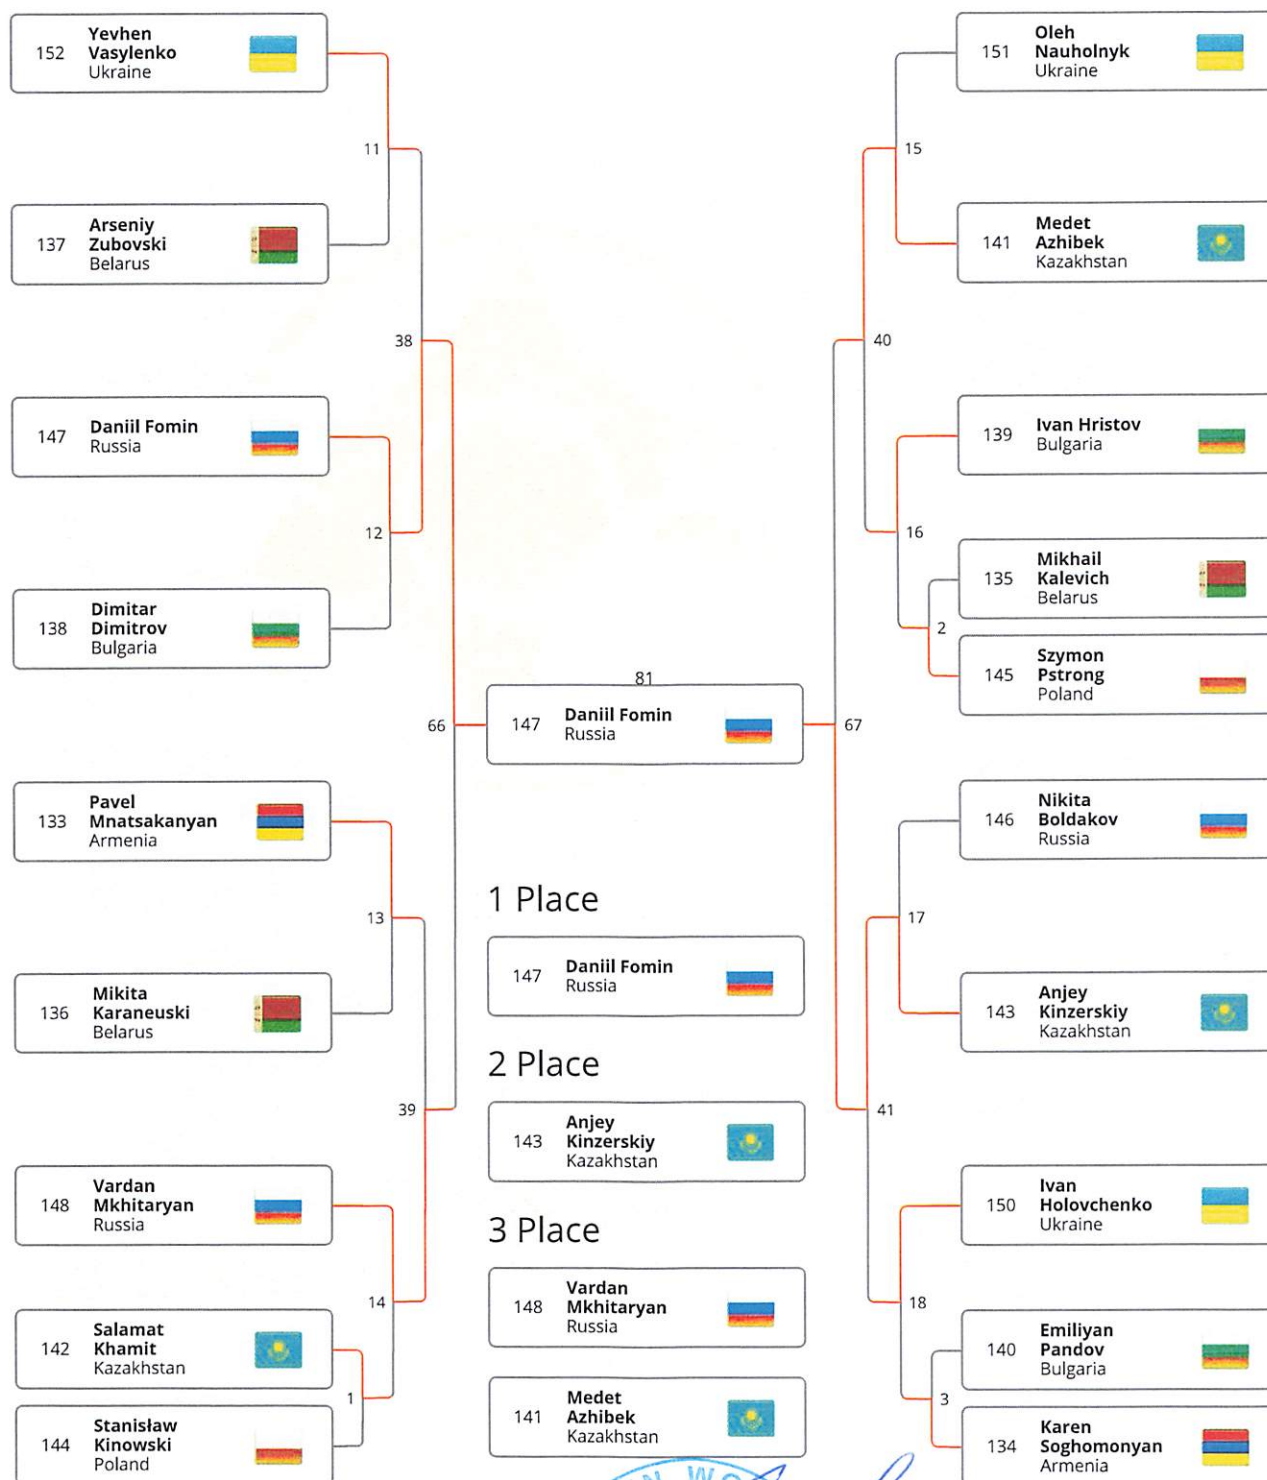 152
Yevhen
Vasylenko
Ukraine
11
137
Arseniy
Zubovski
Belarus
38
147
Daniil Fomin
Russia
12
138
Dimitar
Dimitrov
Bulgaria
66
133
Pavel
Mnatsakanyan
Armenia
13
136
Mikita
Karaneuski
Belarus
39
148
Vardan
Mkhitaryan
Russia
14
142
Salamat
Khamit
Kazakhstan
1
144
Stanisław
Kinowski
Poland
81
147
Daniil Fomin
Russia
1 Place
147
Daniil Fomin
Russia
2 Place
143
Anjey
Kinzerskiy
Kazakhstan
3 Place
148
Vardan
Mkhitaryan
Russia
141
Medet
Azhibek
Kazakhstan
N WO
151
Oleh
Nauholnyk
Ukraine
15
141
Medet
Azhibek
Kazakhstan
40
139
Ivan Hristov
Bulgaria
16
135
Mikhail
Kalevich
Belarus
2
145
Szymon
Pstrong
Poland
67
146
Nikita
Boldakov
Russia
17
143
Anjey
Kinzerskiy
Kazakhstan
41
150
Ivan
Holovchenko
Ukraine
18
140
Emiliyan
Pandov
Bulgaria
3
134
Karen
Soghomonyan
Armenia